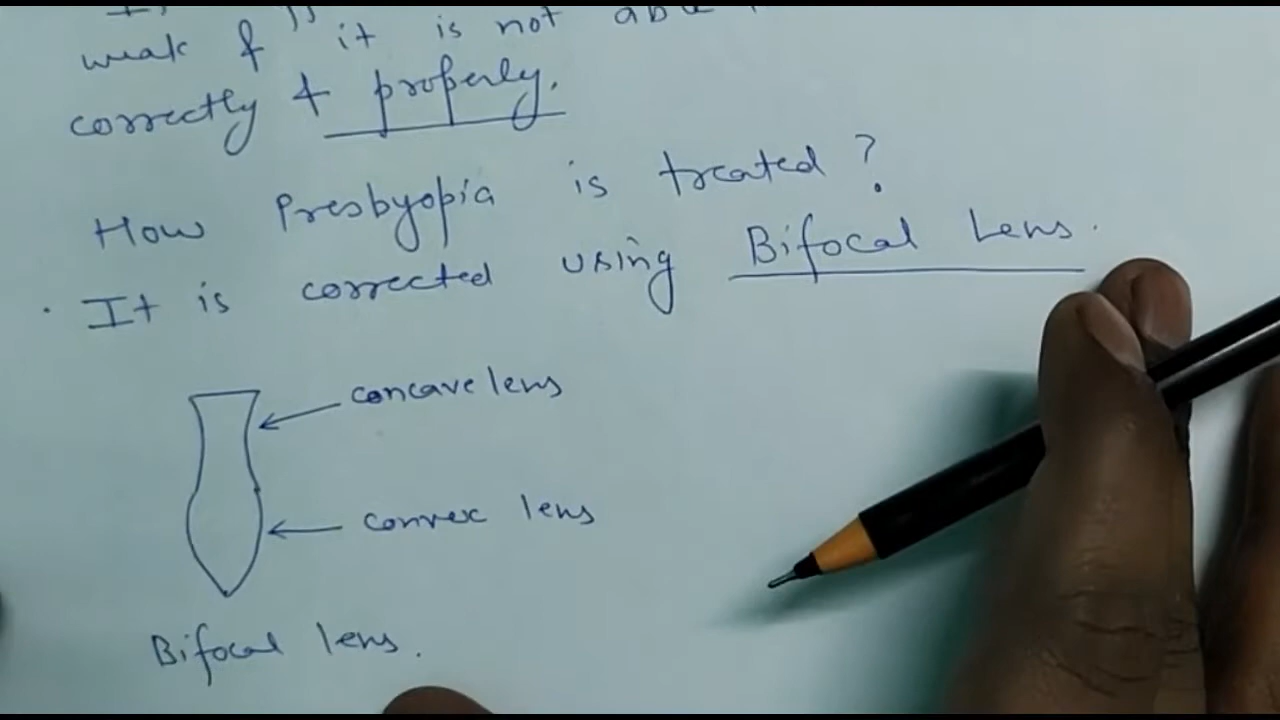 weak & it is not
correctly & properly.
How Presbyopia is treated?
. It is corrected using Bifocal Lens.
concave lens
convex lens
Bifocal lens.